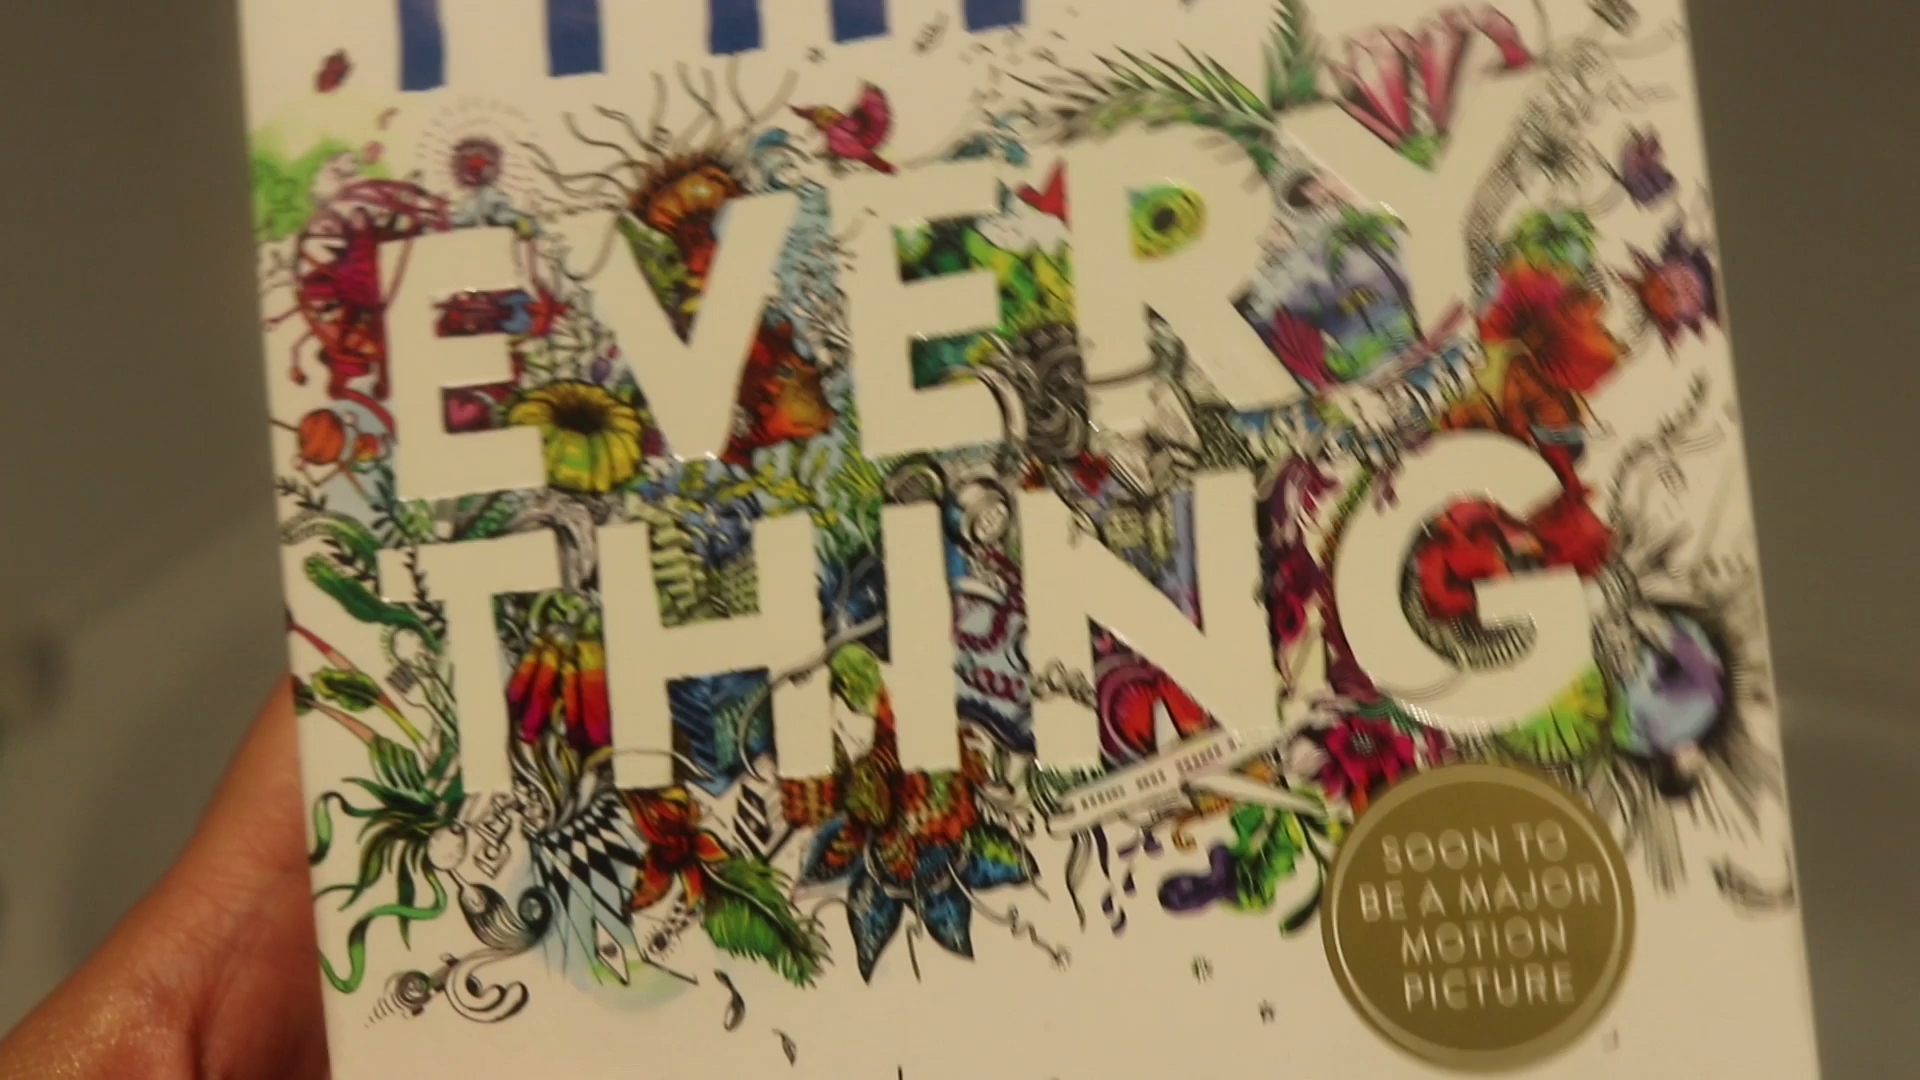 EVERY
THING
SOON TO
BE A MAJOR
MOTION
PICTURE